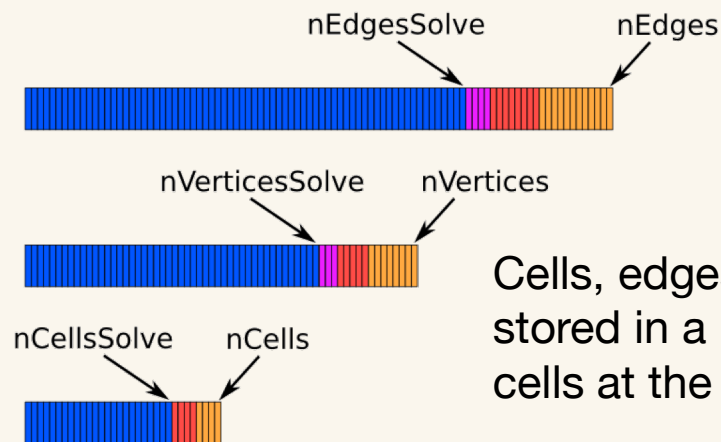 nEdgesSolve nEdges
nVerticesSolve nVertices
Cells, edge
stored in a
nCellsSolve nCells
cells at the